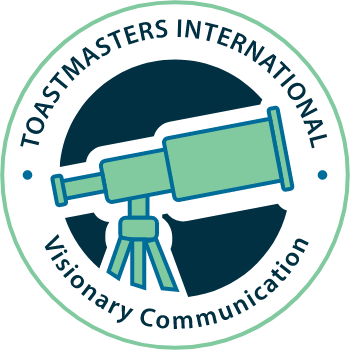 TOASTMASTERS INTERNATIONAL
Visionary Communication